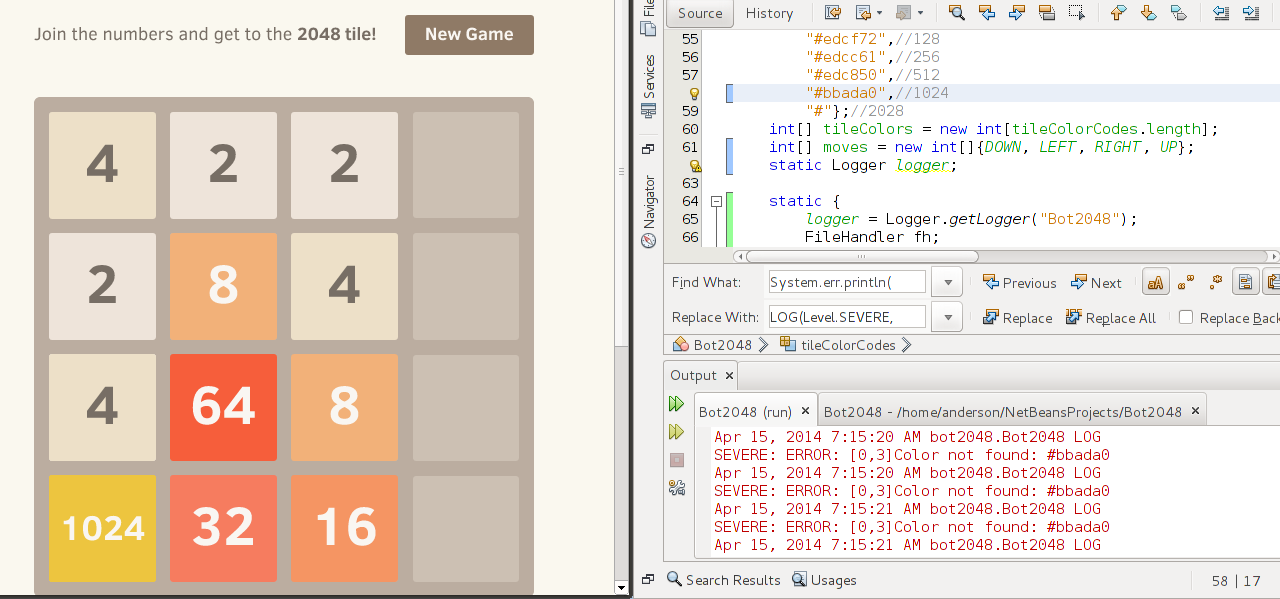 Join the numbers and get to the 2048 tile!
New Game
4 2 2
2 8 4
4 64 8
1024 32 16
File
Services
Navigator
Source History
55 "#edcf72",//128
56 "#edcc61",//256
57 "#edc850",//512
"#bbada0",//1024
59 "#"};//2028
60 int[] tileColors = new int[tileColorCodes.length];
61 int[] moves = new int[]{DOWN, LEFT, RIGHT, UP};
static Logger logger;
63
64 static {
65 logger = Logger.getLogger("Bot2048");
66 FileHandler fh;
Find What: System.err.println( Previous Next
Replace With: LOG(Level.SEVERE, Replace Replace All Replace Back
Bot2048 tileColorCodes
Output
Bot2048 (run) Bot2048 - /home/anderson/NetBeansProjects/Bot2048
Apr 15, 2014 7:15:20 AM bot2048.Bot2048 LOG
SEVERE: ERROR: [0,3]Color not found: #bbada0
Apr 15, 2014 7:15:20 AM bot2048.Bot2048 LOG
SEVERE: ERROR: [0,3]Color not found: #bbada0
Apr 15, 2014 7:15:21 AM bot2048.Bot2048 LOG
SEVERE: ERROR: [0,3]Color not found: #bbada0
Apr 15, 2014 7:15:21 AM bot2048.Bot2048 LOG
Search Results Usages 58 | 17